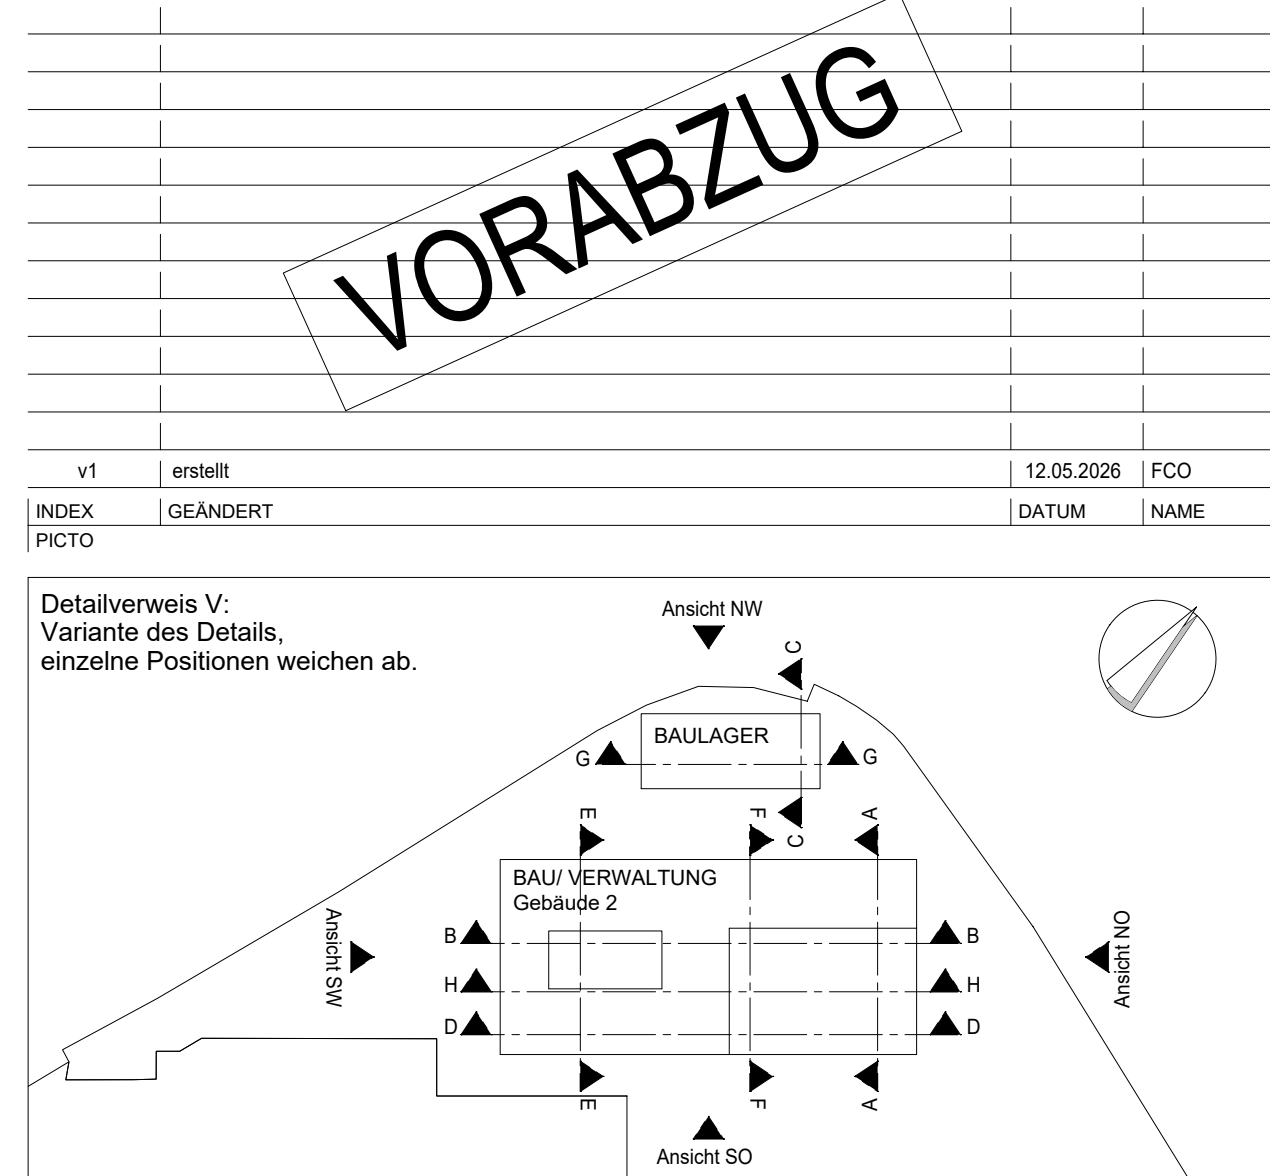 VORABZUG
v1 erstellt 12.05.2026 FCO
INDEX GEÄNDERT DATUM NAME
PICTO
Detailverweis V:
Variante des Details,
einzelne Positionen weichen ab.
Ansicht NW
C
BAULAGER
G G
E F C A
BAU/ VERWALTUNG
Gebäude 2
Ansicht SW
Ansicht NO
B B
H H
D D
E F A
Ansicht SO